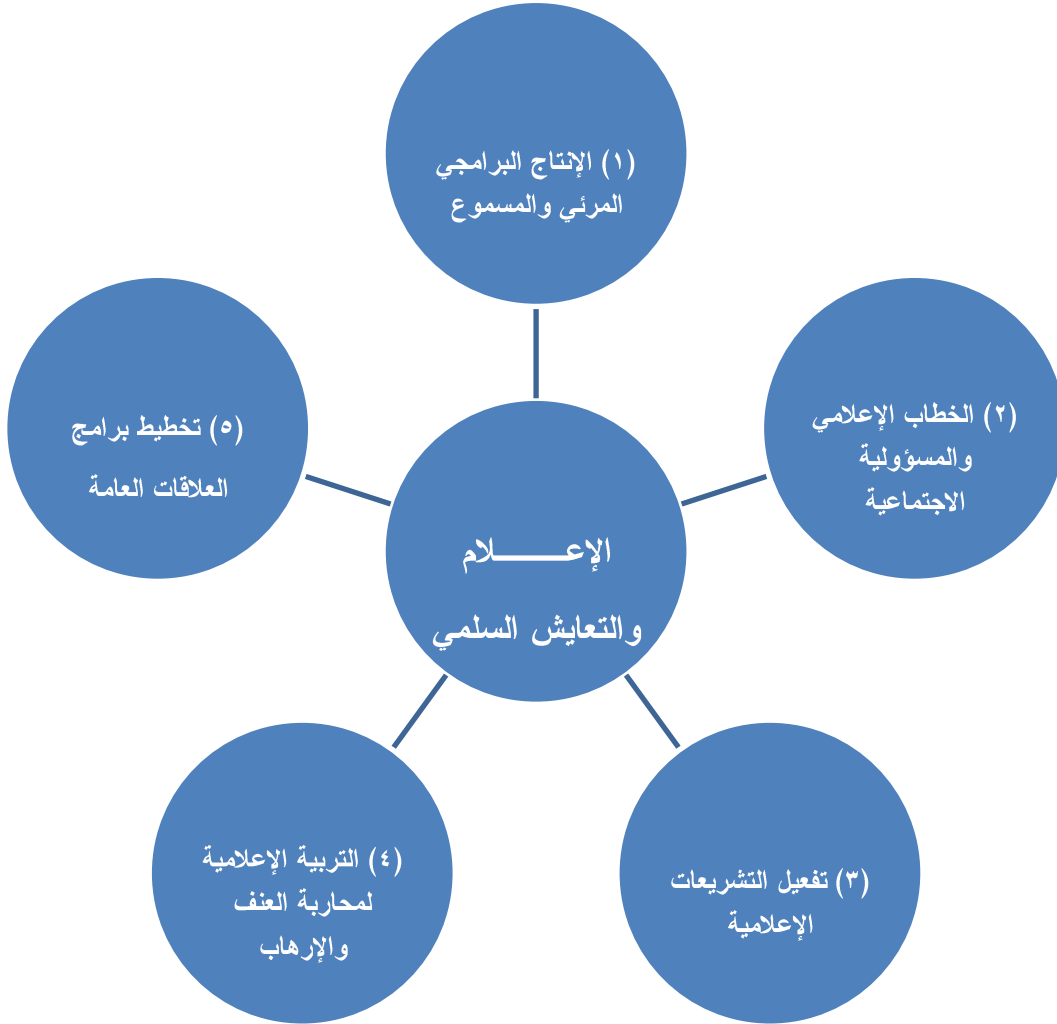 (١) الإنتاج البرامجي
المرئي والمسموع
(٢) الخطاب الإعلامي
والمسؤولية
الاجتماعية
(٣) تفعيل التشريعات
الإعلامية
(٤) التربية الإعلامية
لمحاربة العنف
والإرهاب
(٥) تخطيط برامج
العلاقات العامة
الإعـــــــلام
والتعايش السلمي